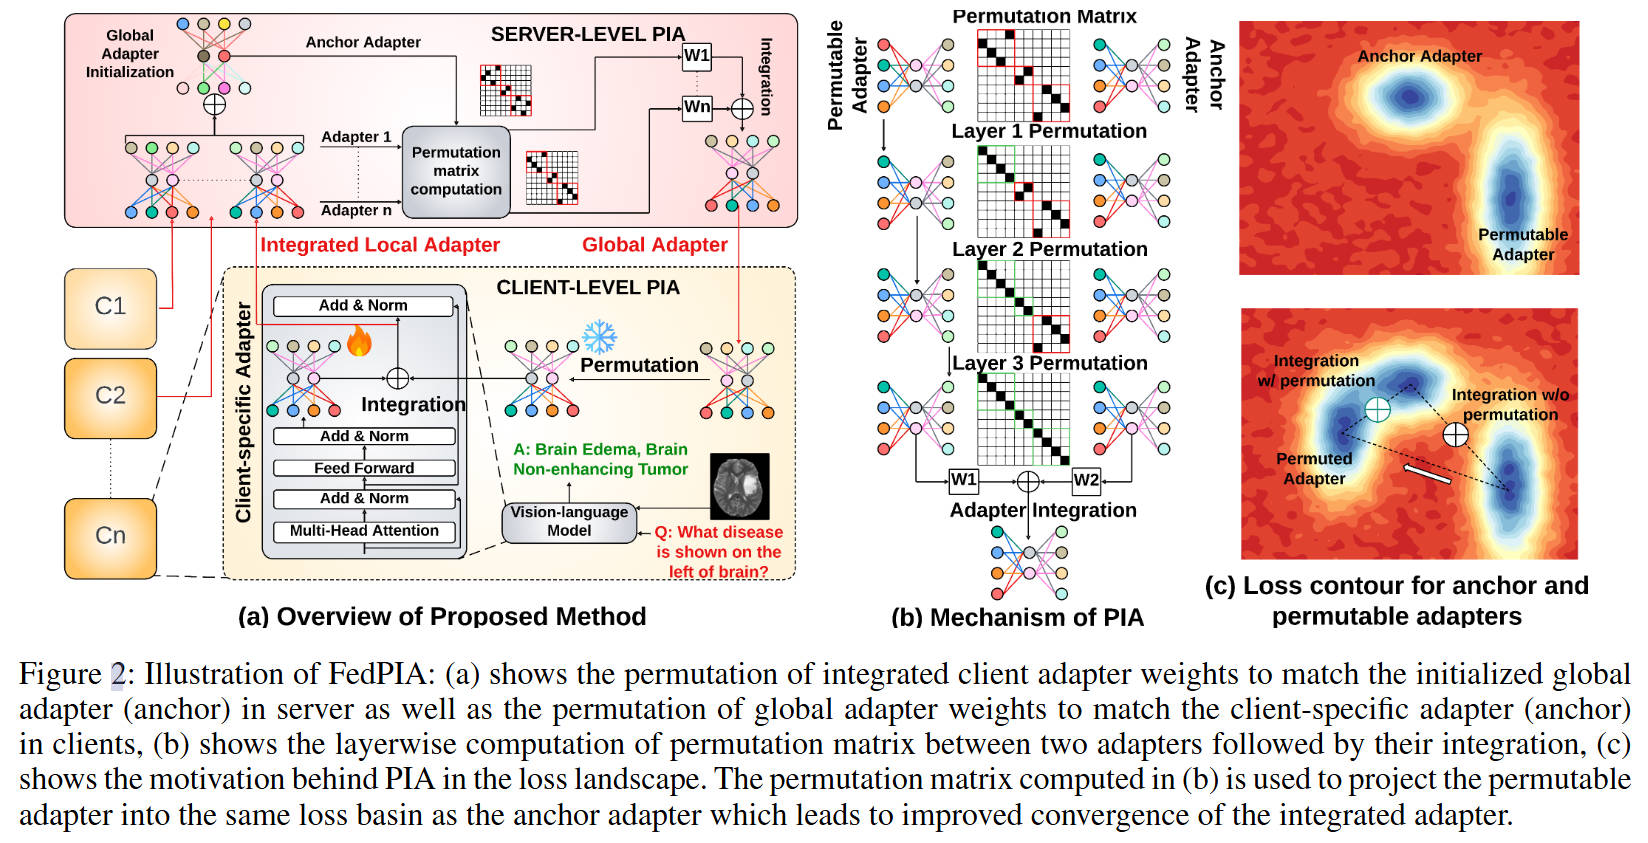 Global
Adapter
Initialization
Anchor Adapter
SERVER-LEVEL PIA
W1
Wn
Integration
Adapter 1
Adapter n
Permutation
matrix
computation
Integrated Local Adapter
Global Adapter
C1
C2
Cn
Client-specific Adapter
CLIENT-LEVEL PIA
Add & Norm
Integration
Permutation
Add & Norm
Feed Forward
Add & Norm
Multi-Head Attention
A: Brain Edema, Brain
Non-enhancing Tumor
Vision-language
Model
Q: What disease
is shown on the
left of brain?
(a) Overview of Proposed Method
Permutable
Adapter
Permutation Matrix
Anchor
Adapter
Layer 1 Permutation
Layer 2 Permutation
Layer 3 Permutation
W1
W2
Adapter Integration
(b) Mechanism of PIA
Anchor Adapter
Permutable
Adapter
Integration
w/ permutation
Integration w/o
permutation
Permuted
Adapter
(c) Loss contour for anchor and
permutable adapters
Figure 2: Illustration of FedPIA: (a) shows the permutation of integrated client adapter weights to match the initialized global
adapter (anchor) in server as well as the permutation of global adapter weights to match the client-specific adapter (anchor)
in clients, (b) shows the layerwise computation of permutation matrix between two adapters followed by their integration, (c)
shows the motivation behind PIA in the loss landscape. The permutation matrix computed in (b) is used to project the permutable
adapter into the same loss basin as the anchor adapter which leads to improved convergence of the integrated adapter.